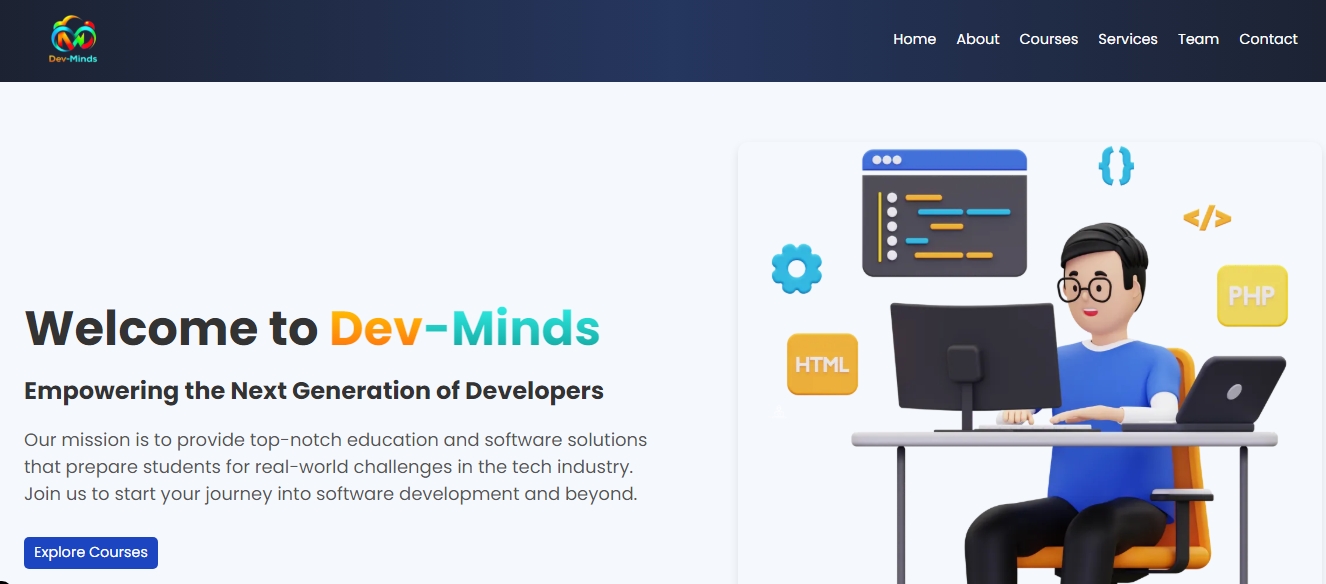 Dev-Minds
Home About Courses Services Team Contact
Welcome to Dev-Minds
Empowering the Next Generation of Developers
Our mission is to provide top-notch education and software solutions
that prepare students for real-world challenges in the tech industry.
Join us to start your journey into software development and beyond.
Explore Courses
{ }
</>
PHP
HTML